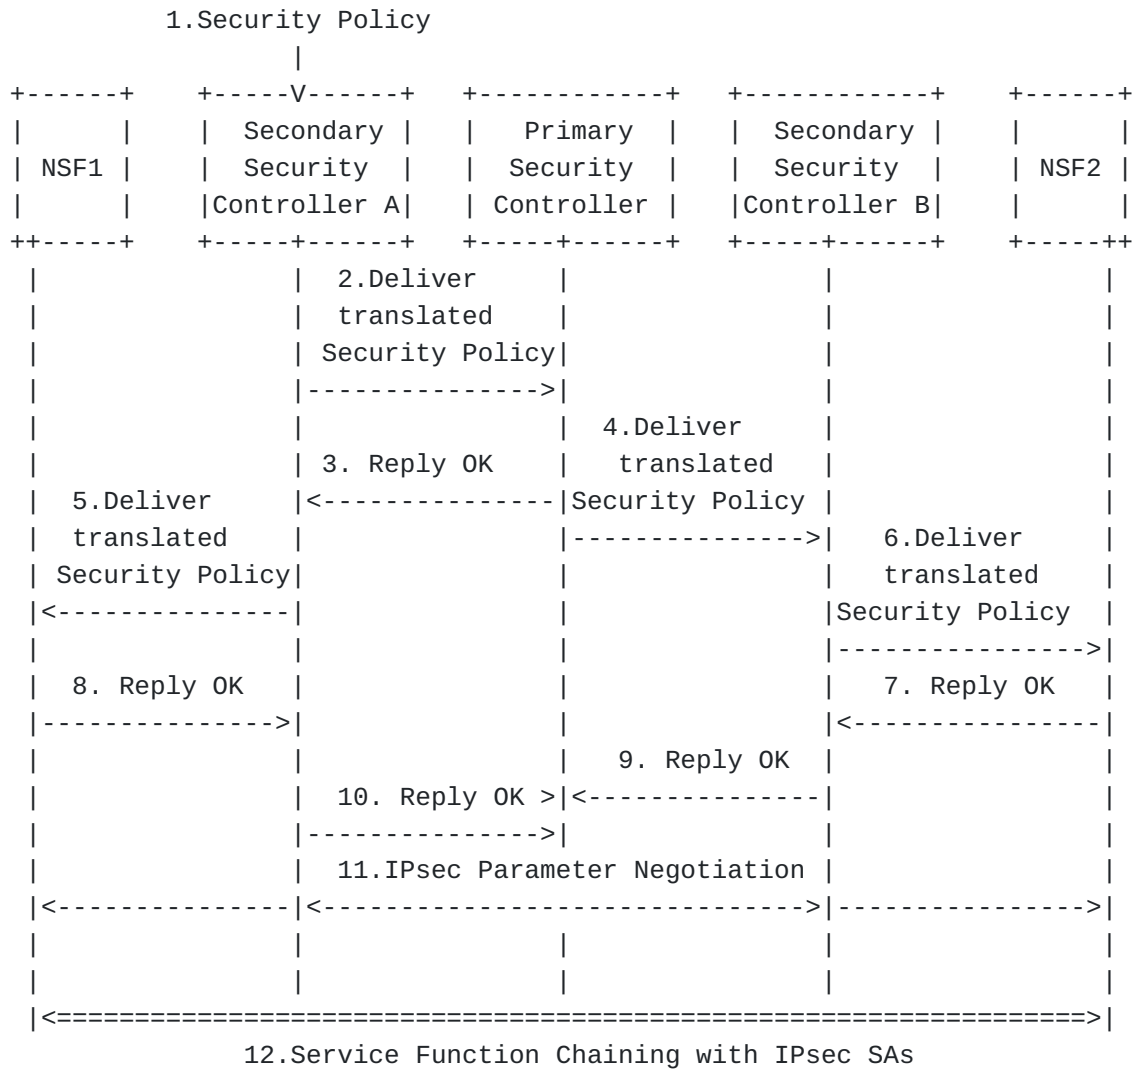 1.Security Policy
|
+------+    +-----V------+   +------------+   +------------+    +------+
|      |    |  Secondary |   |   Primary  |   |  Secondary |    |      |
| NSF1 |    |  Security  |   |  Security  |   |  Security  |    | NSF2 |
|      |    |Controller A|   | Controller |   |Controller B|    |      |
++-----+    +-----+------+   +-----+------+   +-----+------+    +-----++
 |                |  2.Deliver     |                |                 |
 |                |  translated    |                |                 |
 |                | Security Policy|                |                 |
 |                |--------------->|                |                 |
 |                |                |  4.Deliver     |                 |
 |                | 3. Reply OK    |   translated   |                 |
 |  5.Deliver     |<---------------|Security Policy |                 |
 |  translated    |                |--------------->|   6.Deliver     |
 | Security Policy|                |                |   translated    |
 |<---------------|                |                |Security Policy  |
 |                |                |                |---------------->|
 |  8. Reply OK   |                |                |   7. Reply OK   |
 |--------------->|                |                |<----------------|
 |                |                |   9. Reply OK  |                 |
 |                |  10. Reply OK >|<---------------|                 |
 |                |--------------->|                |                 |
 |                |  11.IPsec Parameter Negotiation |                 |
 |<---------------|<------------------------------->|---------------->|
 |                |                |                |                 |
 |                |                |                |                 |
 |<==================================================================>|
12.Service Function Chaining with IPsec SAs